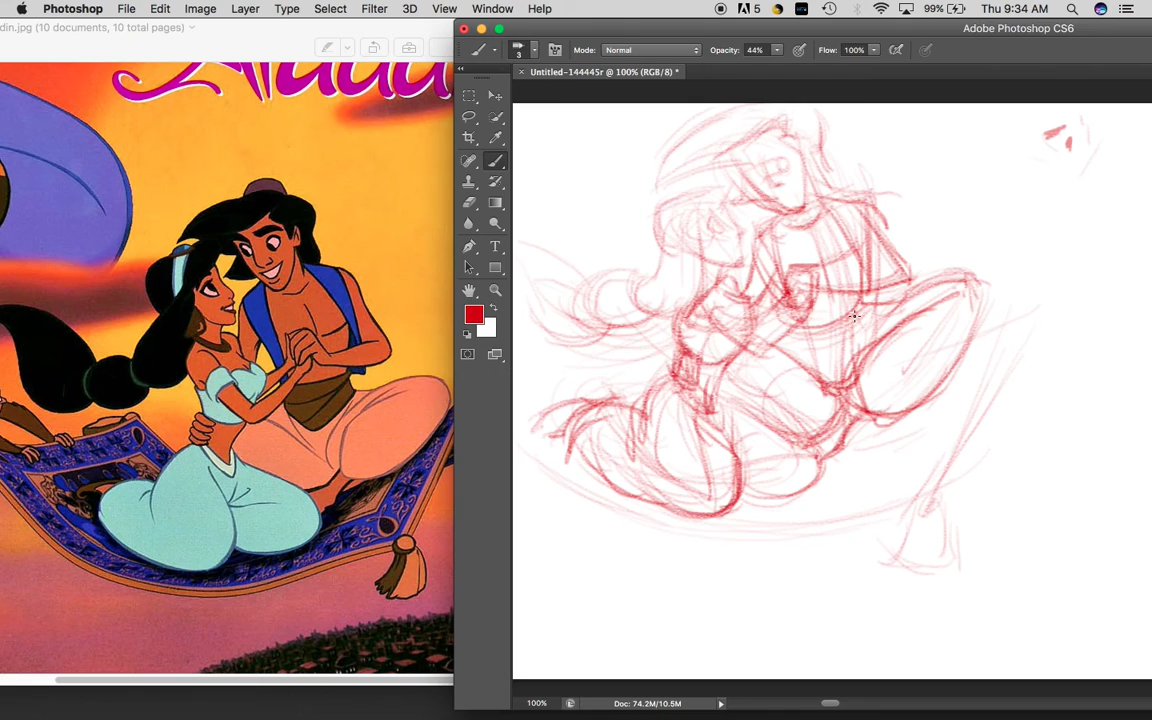 Photoshop File Edit Image Layer Type Select Filter 3D View Window Help 5 99% Thu 9:34 AM
din.jpg (10 documents, 10 total pages)
Adobe Photoshop CS6
3 Mode: Normal Opacity: 44% Flow: 100%
× Untitled-144445r @ 100% (RGB/8) *
T
100% Doc: 74.2M/10.5M